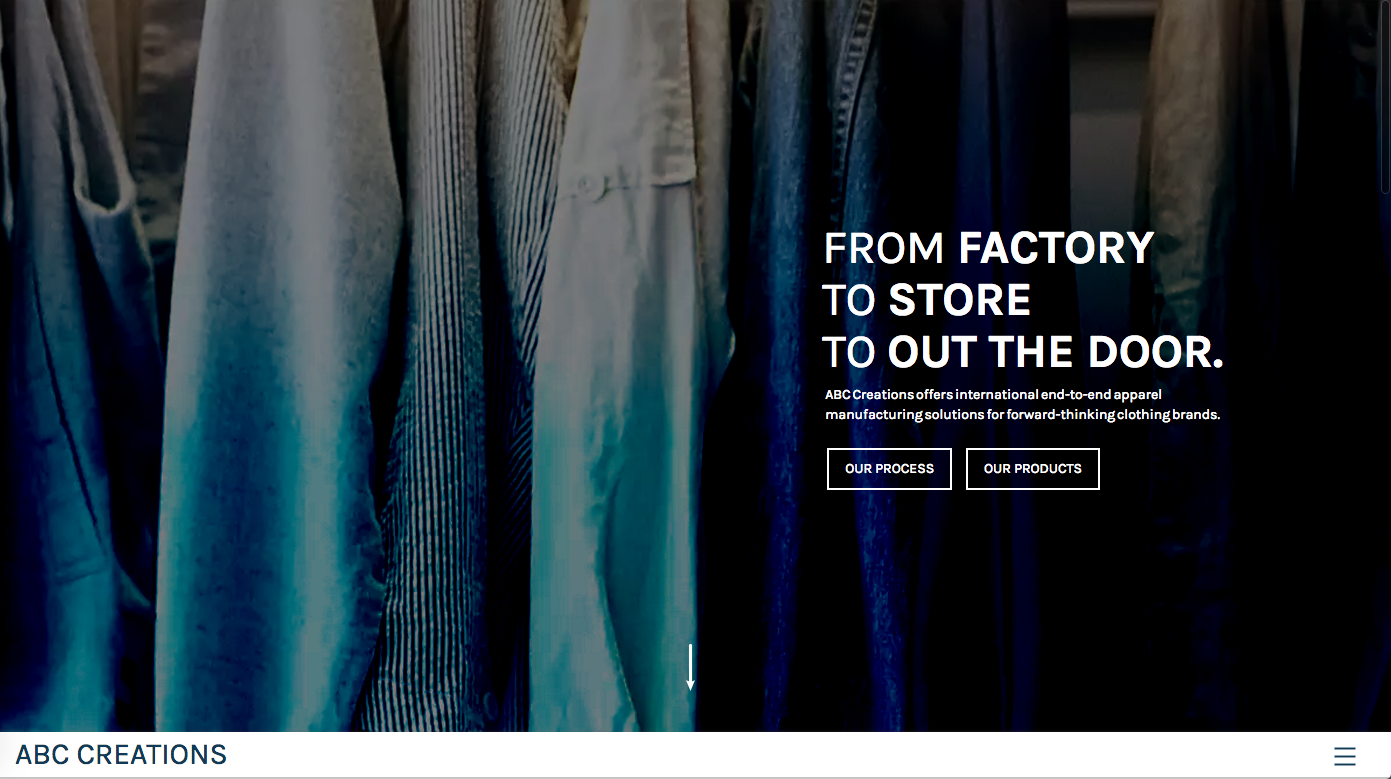 FROM FACTORY
TO STORE
TO OUT THE DOOR.
ABC Creations offers international end-to-end apparel
manufacturing solutions for forward-thinking clothing brands.
OUR PROCESS OUR PRODUCTS
ABC CREATIONS